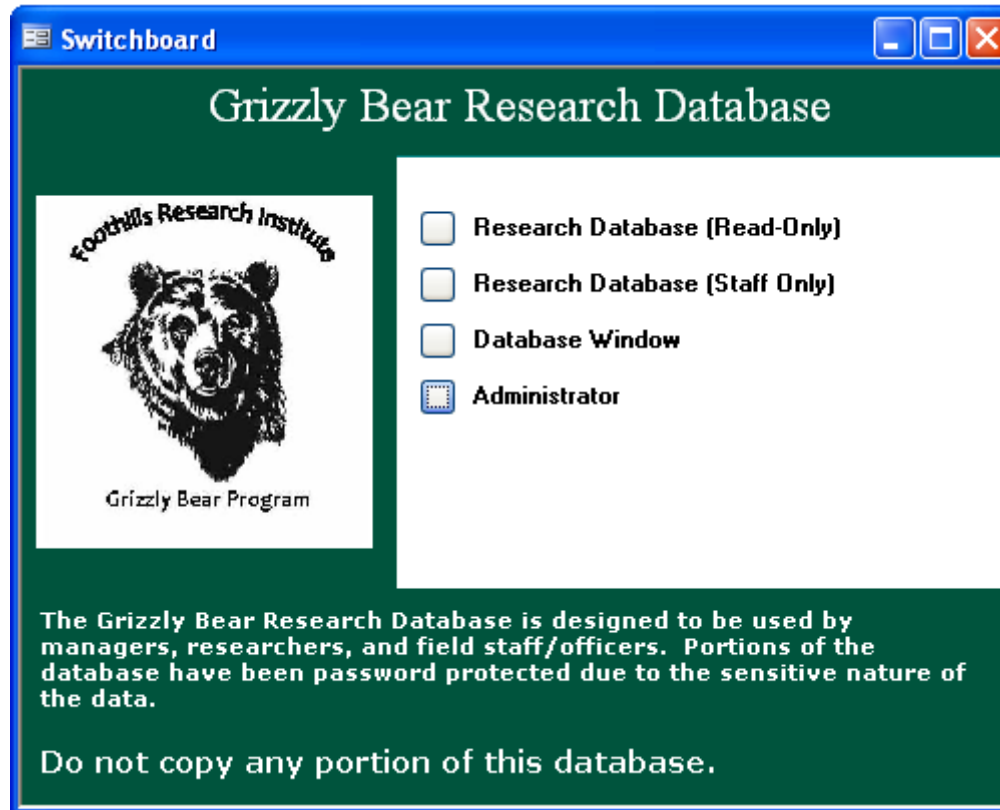 Switchboard
Grizzly Bear Research Database
Foothills Research Institute
Grizzly Bear Program
Research Database (Read-Only)
Research Database (Staff Only)
Database Window
Administrator
The Grizzly Bear Research Database is designed to be used by
managers, researchers, and field staff/officers.  Portions of the
database have been password protected due to the sensitive nature of
the data.
Do not copy any portion of this database.